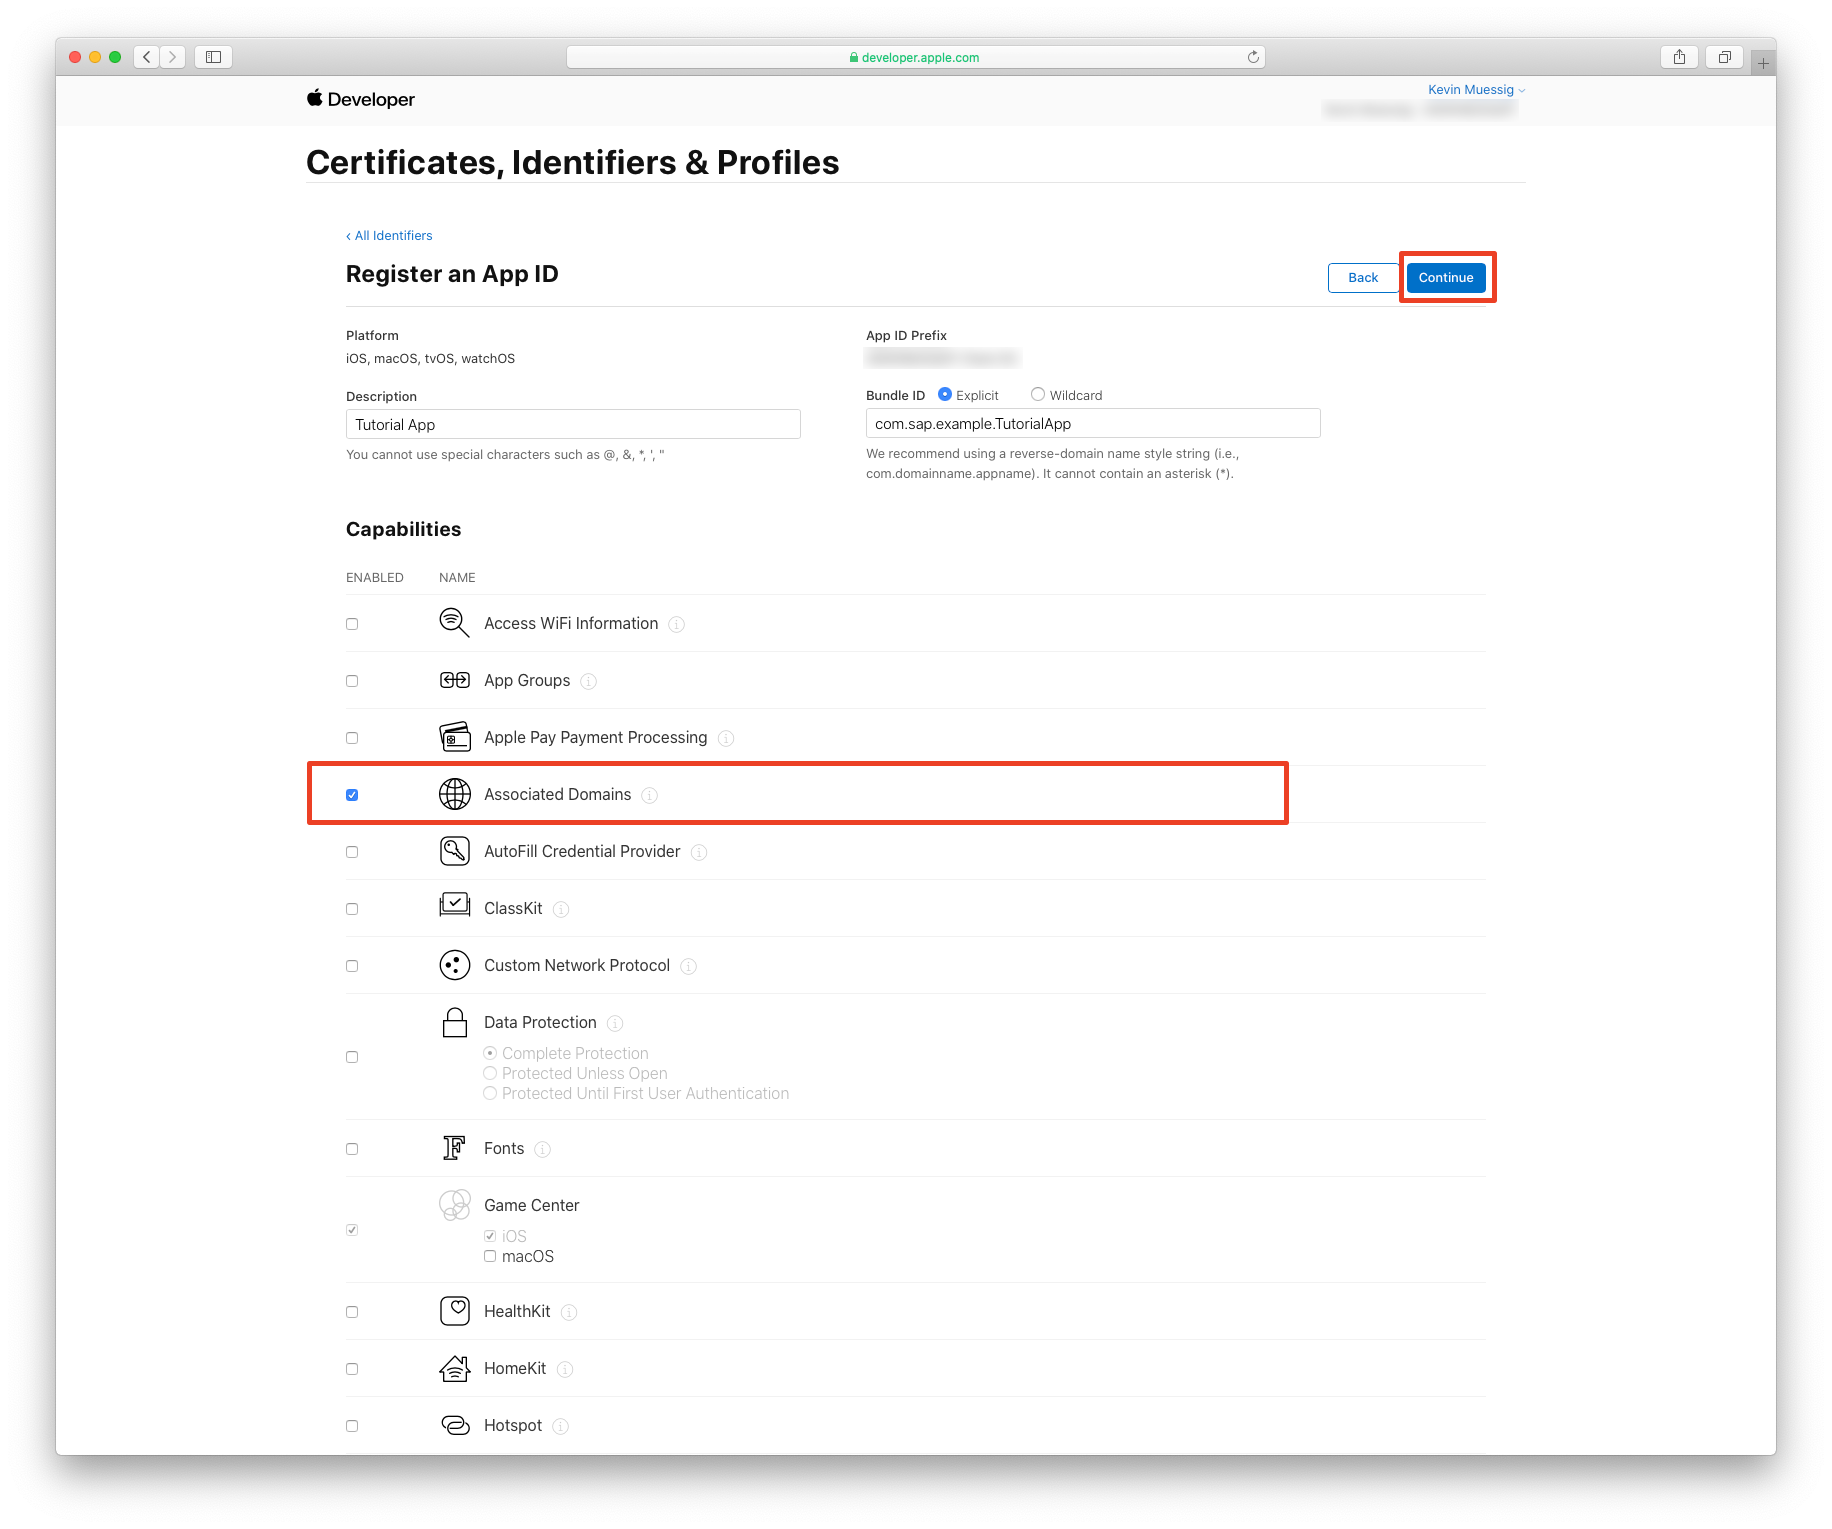 developer.apple.com
Developer
Kevin Muessig
Certificates, Identifiers & Profiles
‹ All Identifiers
Register an App ID
Back
Continue
Platform
App ID Prefix
iOS, macOS, tvOS, watchOS
Description
Bundle ID Explicit Wildcard
Tutorial App
com.sap.example.TutorialApp
You cannot use special characters such as @, &, *, ', "
We recommend using a reverse-domain name style string (i.e.,
com.domainname.appname). It cannot contain an asterisk (*).
Capabilities
ENABLED NAME
Access WiFi Information
App Groups
Apple Pay Payment Processing
Associated Domains
AutoFill Credential Provider
ClassKit
Custom Network Protocol
Data Protection
Complete Protection
Protected Unless Open
Protected Until First User Authentication
Fonts
Game Center
iOS
macOS
HealthKit
HomeKit
Hotspot